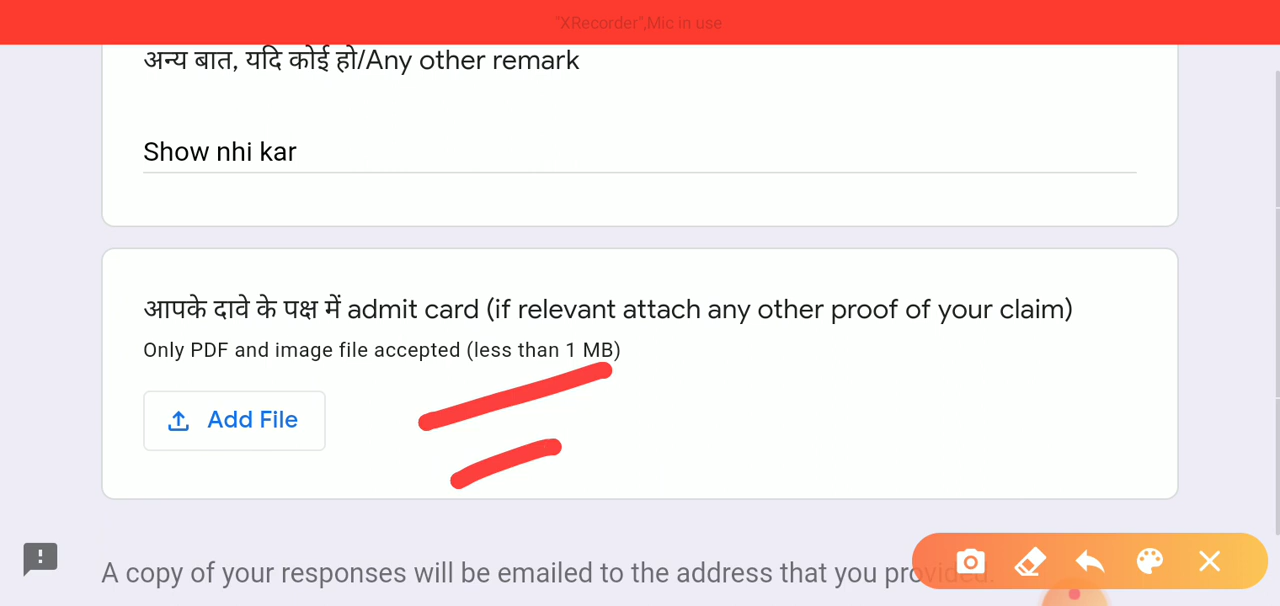 "XRecorder",Mic in use
अन्य बात, यदि कोई हो/Any other remark
Show nhi kar
आपके दावे के पक्ष में admit card (if relevant attach any other proof of your claim)
Only PDF and image file accepted (less than 1 MB)
Add File
A copy of your responses will be emailed to the address that you provided.